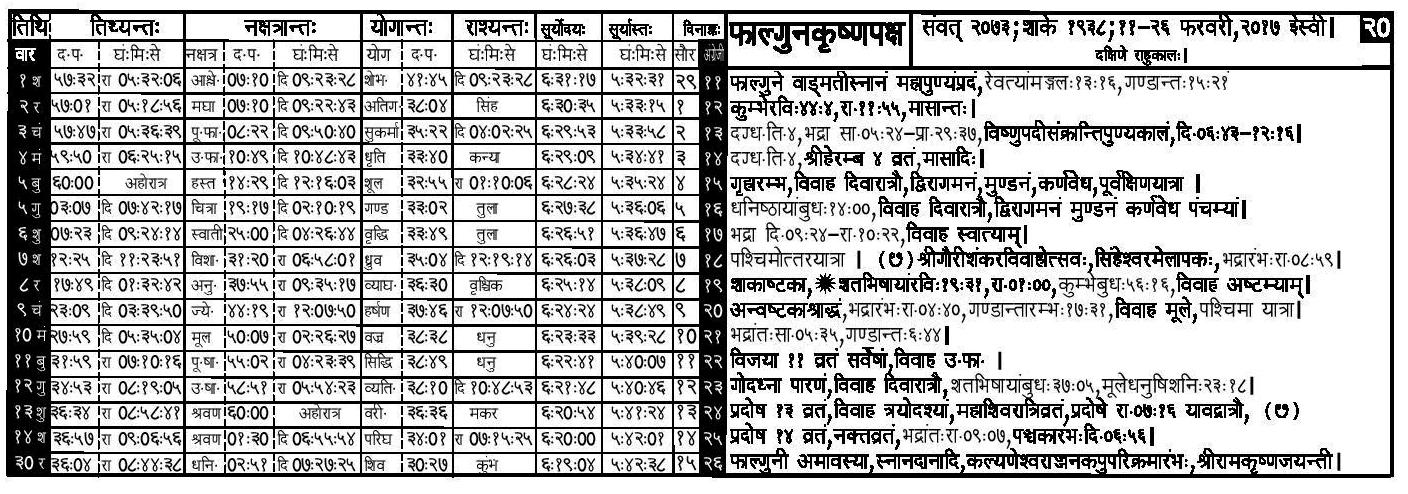 तिथि तिथ्यन्तः नक्षत्रान्तः योगान्तः राश्यन्तः सूर्योदयः सूर्यास्तः दिनाङ्कः फाल्गुनकृष्णपक्ष संवत् २०७३;शाके १९३८;११-२६ फरवरी,२०१७ ईस्वी। २०
वार द·प· घं:मि:से नक्षत्र द·प· घं:मि:से योग द·प· घं:मि:से घं:मि:से घं:मि:से सौर अंग्रेजी दक्षिणे राहुकालः।
१ श ५७:३२ रा ०५:३२:०६ आश्ले· ०७:१० दि ०९:२३:२८ शोभ· ४१:४५ दि ०९:२३:२८ ६:३१:१७ ५:३२:३१ २९ ११ फाल्गुने वाङ्मतीस्नानं महापुण्यंप्रदं,रेवत्यांमङ्गलः१३:१६,गण्डान्तः१५:२१
२ र ५७:०१ रा ०५:१८:५६ मघा ०७:१० दि ०९:२२:४३ अतिग· ३८:०४ सिंह ६:३०:३५ ५:३३:१५ १ १२ कुम्भेरविः४४:४,रा·११:५५,मासान्तः।
३ चं ५७:४७ रा ०५:३६:३९ पू·फा· ०८:२२ दि ०९:५०:४० सुकर्मा ३५:२२ दि ०४:०२:२५ ६:२९:५३ ५:३३:५८ २ १३ दग्ध·ति·४,भद्रा सा·०५:२४-प्रा·२९:३७,विष्णुपदीसंक्रान्तिपुण्यकालं,दि·०६:४३-१२:१६।
४ मं ५९:५० रा ०६:२५:१५ उ·फा· १०:४९ दि १०:४८:४३ धृति ३३:४० कन्या ६:२९:०९ ५:३४:४१ ३ १४ दग्ध·ति·४,श्रीहेरम्ब ४ व्रतं,मासादिः।
५ बु ६०:०० अहोरात्र हस्त १४:२९ दि १२:१६:०३ शूल ३२:५५ रा ०१:१०:०६ ६:२८:२४ ५:३५:२४ ४ १५ गृहारम्भ,विवाह दिवारात्रौ,द्विरागमनं,मुण्डनं,कर्णवेध,पूर्वक्षिणयात्रा ।
५ गु ०३:०७ दि ०७:४२:१७ चित्रा १९:१७ दि ०२:१०:१९ गण्ड ३३:०२ तुला ६:२७:३८ ५:३६:०६ ५ १६ धनिष्ठायांबुधः१४:००,विवाह दिवारात्रौ,द्विरागमनं मुण्डनं कर्णवेध पंचम्यां।
६ शु ०७:२३ दि ०९:२४:१४ स्वाती २५:०० दि ०४:२६:४४ वृद्धि ३३:४९ तुला ६:२६:५१ ५:३६:४७ ६ १७ भद्रा दि·०९:२४-रा·१०:२२,विवाह स्वात्याम्।
७ श १२:२५ दि ११:२३:५१ विशा· ३१:२० रा ०६:५८:०१ ध्रुव ३५:०४ दि १२:१९:१४ ६:२६:०३ ५:३७:२८ ७ १८ पश्चिमोत्तरयात्रा । (७) श्रीगौरीशंकरविवाहोत्सवः,सिंहेश्वरमेलापकः,भद्रारंभः·रा·०८:५९।
८ र १७:४९ दि ०१:३२:४२ अनु· ३७:५५ रा ०९:३५:१७ व्याघ· ३६:३० वृश्चिक ६:२५:१४ ५:३८:०९ ८ १९ शाकाष्टका,✹शतभिषायांरविः१९:३१,रा·०१:००,कुम्भेबुधः५६:१६,विवाह अष्टम्याम्।
९ चं २३:०९ दि ०३:३९:५० ज्ये· ४४:१९ रा १२:०७:५० हर्षण ३७:४६ रा १२:०७:५० ६:२४:२४ ५:३८:४९ ९ २० अन्वष्टकाश्राद्धं,भद्रारंभ·रा·०४:४०,गण्डान्तारम्भः१७:३१,विवाह मूले,पश्चिमा यात्रा।
१० मं २७:५९ दि ०५:३५:०४ मूल ५०:०७ रा ०२:२६:२७ वज्र ३८:३८ धनु ६:२३:३३ ५:३९:२८ १० २१ भद्रांतःसा·०५:३५,गण्डान्तः६:४४।
११ बु ३१:५९ रा ०७:१०:१६ पू·षा· ५५:०२ रा ०४:२३:३९ सिद्धि ३८:४९ धनु ६:२२:४१ ५:४०:०७ ११ २२ विजया ११ व्रतं सर्वेषां,विवाह उ·फा· ।
१२ गु ३४:५३ रा ०८:१९:०५ उ·षा· ५८:५१ रा ०५:५४:२३ व्यति· ३८:१० दि १०:४८:५३ ६:२१:४८ ५:४०:४६ १२ २३ गोदध्ना पारणं,विवाह दिवारात्रौ,शतभिषायांबुधः३७:०५,मूलेधनुषिशनिः२३:१८।
१३ शु ३६:३४ रा ०८:५८:४१ श्रवण ६०:०० अहोरात्र वरी· ३६:३६ मकर ६:२०:५४ ५:४१:२४ १३ २४ प्रदोष १३ व्रतं,विवाह त्रयोदश्यां,महाशिवरात्रिव्रतं,प्रदोषे रा·०७:१६ यावद्रात्रौ, (७)
१४ श ३६:५७ रा ०९:०६:५६ श्रवण ०१:३० दि ०६:५५:५४ परिघ ३४:०१ रा ०७:१५:२५ ६:२०:०० ५:४२:०१ १४ २५ प्रदोष १४ व्रतं,नक्तव्रतं,भद्रांतः·रा·०९:०७,पञ्चकारंभःदि·०६:५६।
३० र ३६:०४ रा ०८:४४:३८ धनि· ०२:५१ दि ०७:२७:२५ शिव ३०:२७ कुंभ ६:१९:०४ ५:४२:३८ १५ २६ फाल्गुनी अमावस्या,स्नानदानादि,कल्याणेश्वराज्जनकपुपरिक्रमारंभः,श्रीरामकृष्णजयन्ती।